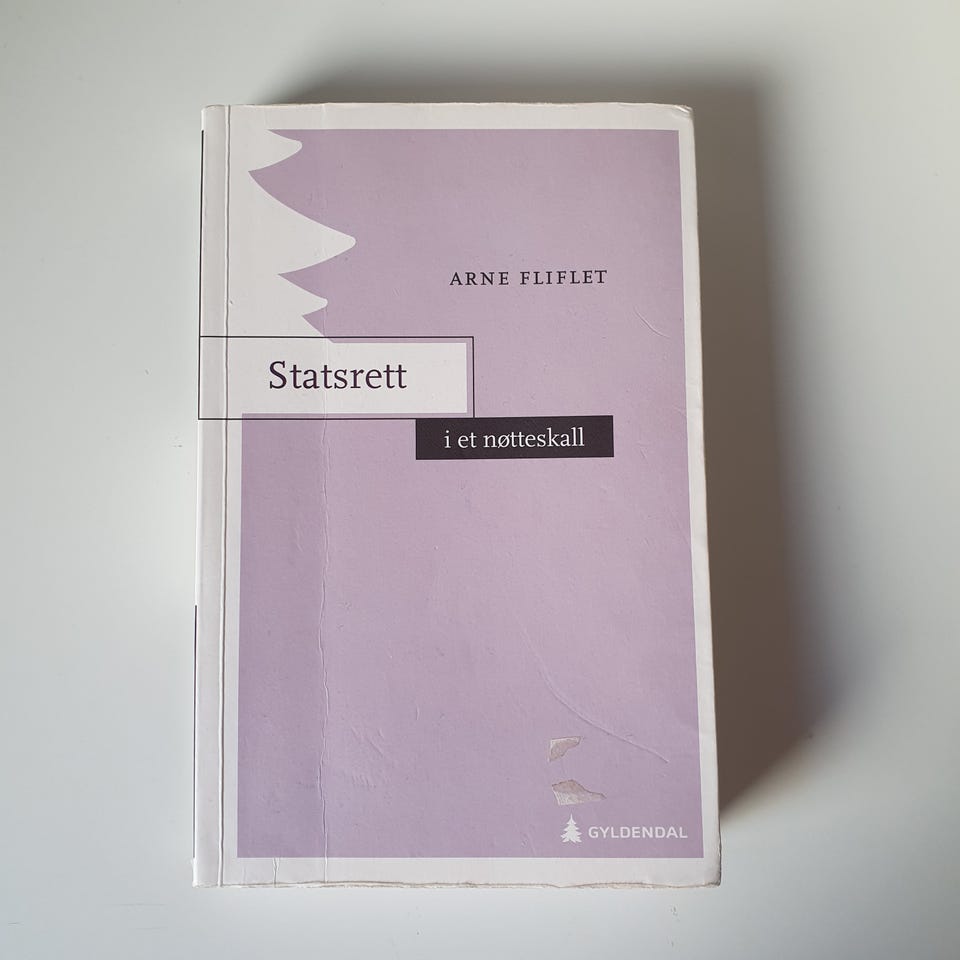 ARNE FLIFLET
Statsrett
i et nøtteskall
GYLDENDAL